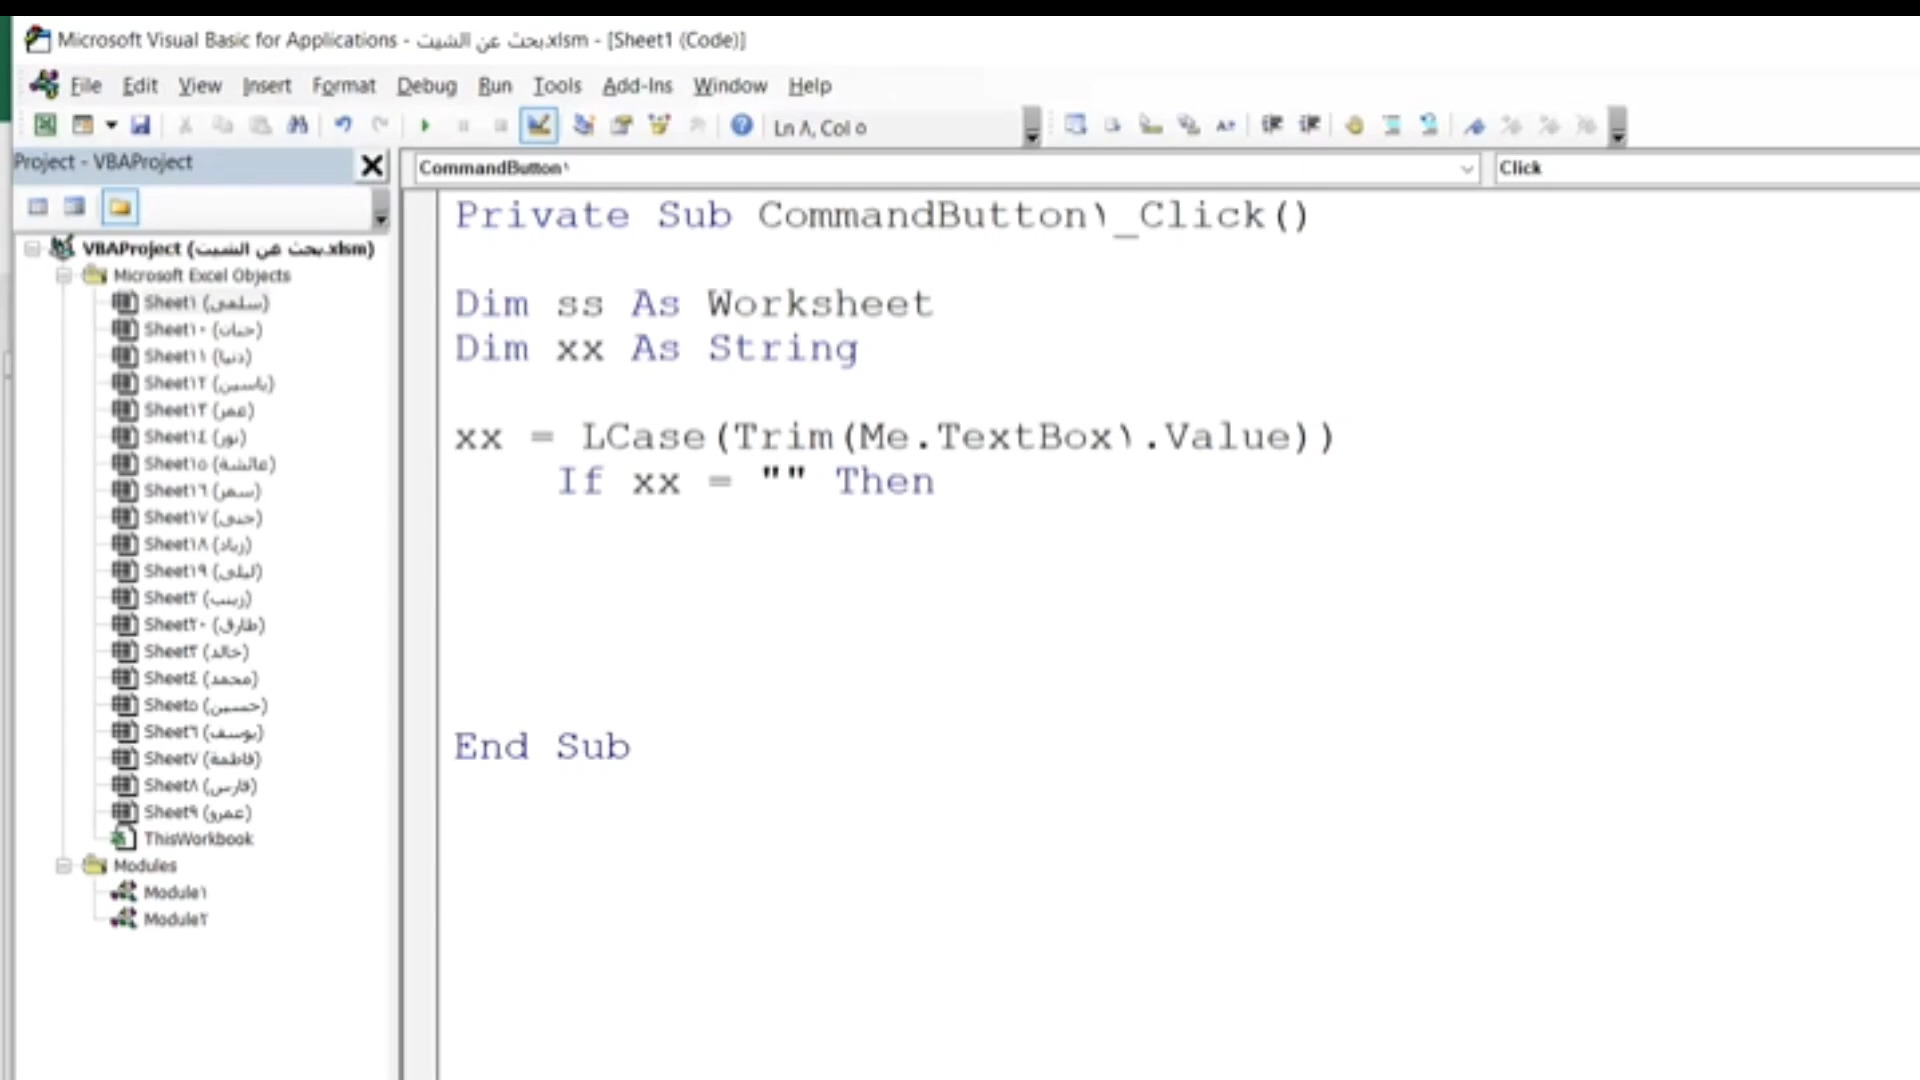 Microsoft Visual Basic for Applications - بحث عن الشيت.xlsm - [Sheet1 (Code)]
File Edit View Insert Format Debug Run Tools Add-Ins Window Help
Ln ٨, Col ٥
Project - VBAProject
CommandButton١
Click
VBAProject (بحث عن الشيت.xlsm)
Microsoft Excel Objects
Sheet١ (سلمى)
Sheet١٠ (حياة)
Sheet١١ (دنيا)
Sheet١٢ (ياسين)
Sheet١٣ (عمر)
Sheet١٤ (نور)
Sheet١٥ (عائشة)
Sheet١٦ (سمر)
Sheet١٧ (جنى)
Sheet١٨ (زياد)
Sheet١٩ (ليلى)
Sheet٢ (زينب)
Sheet٢٠ (طارق)
Sheet٣ (خالد)
Sheet٤ (محمد)
Sheet٥ (حسين)
Sheet٦ (يوسف)
Sheet٧ (فاطمة)
Sheet٨ (فارس)
Sheet٩ (عمرو)
ThisWorkbook
Modules
Module١
Module٢
Private Sub CommandButton١_Click()
Dim ss As Worksheet
Dim xx As String
xx = LCase(Trim(Me.TextBox١.Value))
If xx = "" Then
End Sub